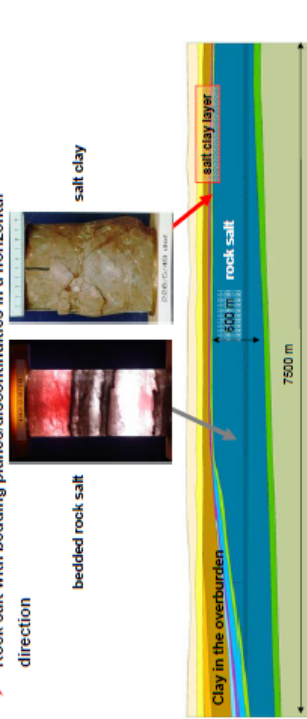 Rock salt with bedding planes/discontinuities in a horizontal
direction
bedded rock salt
salt clay
Clay in the overburden
salt clay layer
rock salt
600 m
7500 m